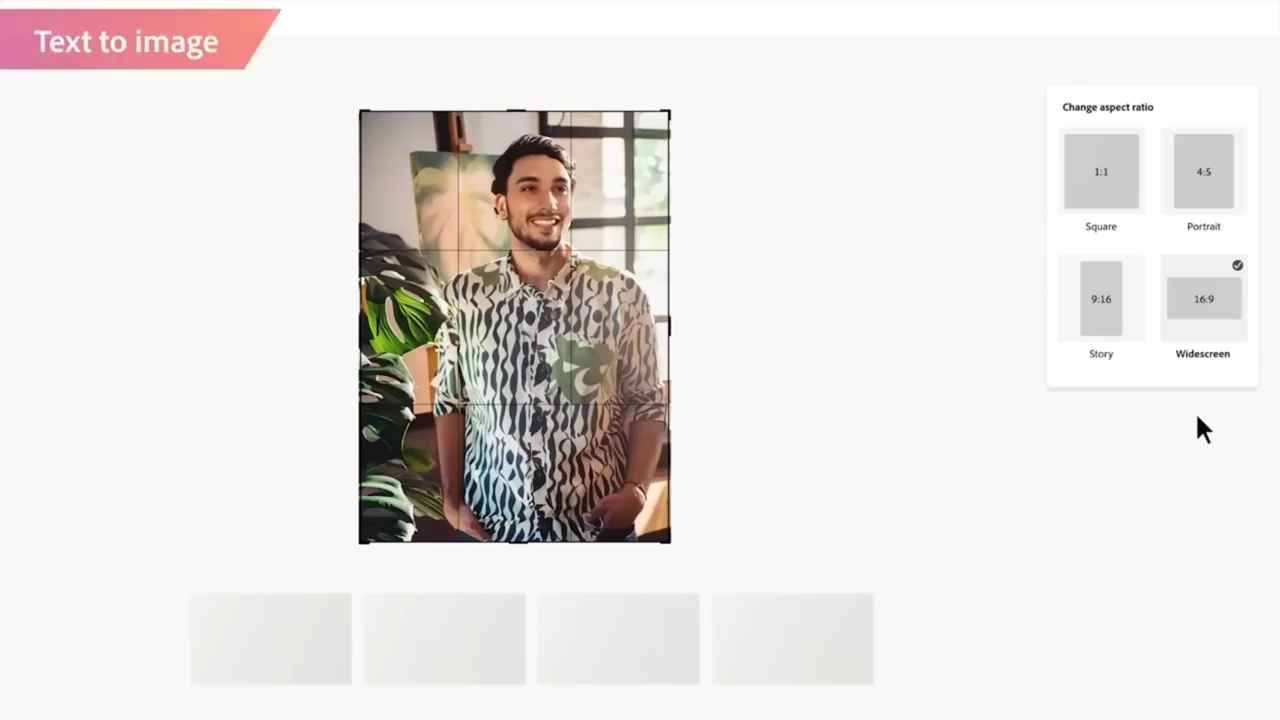 Text to image
Change aspect ratio
1:1
4:5
Square
Portrait
9:16
16:9
Story
Widescreen